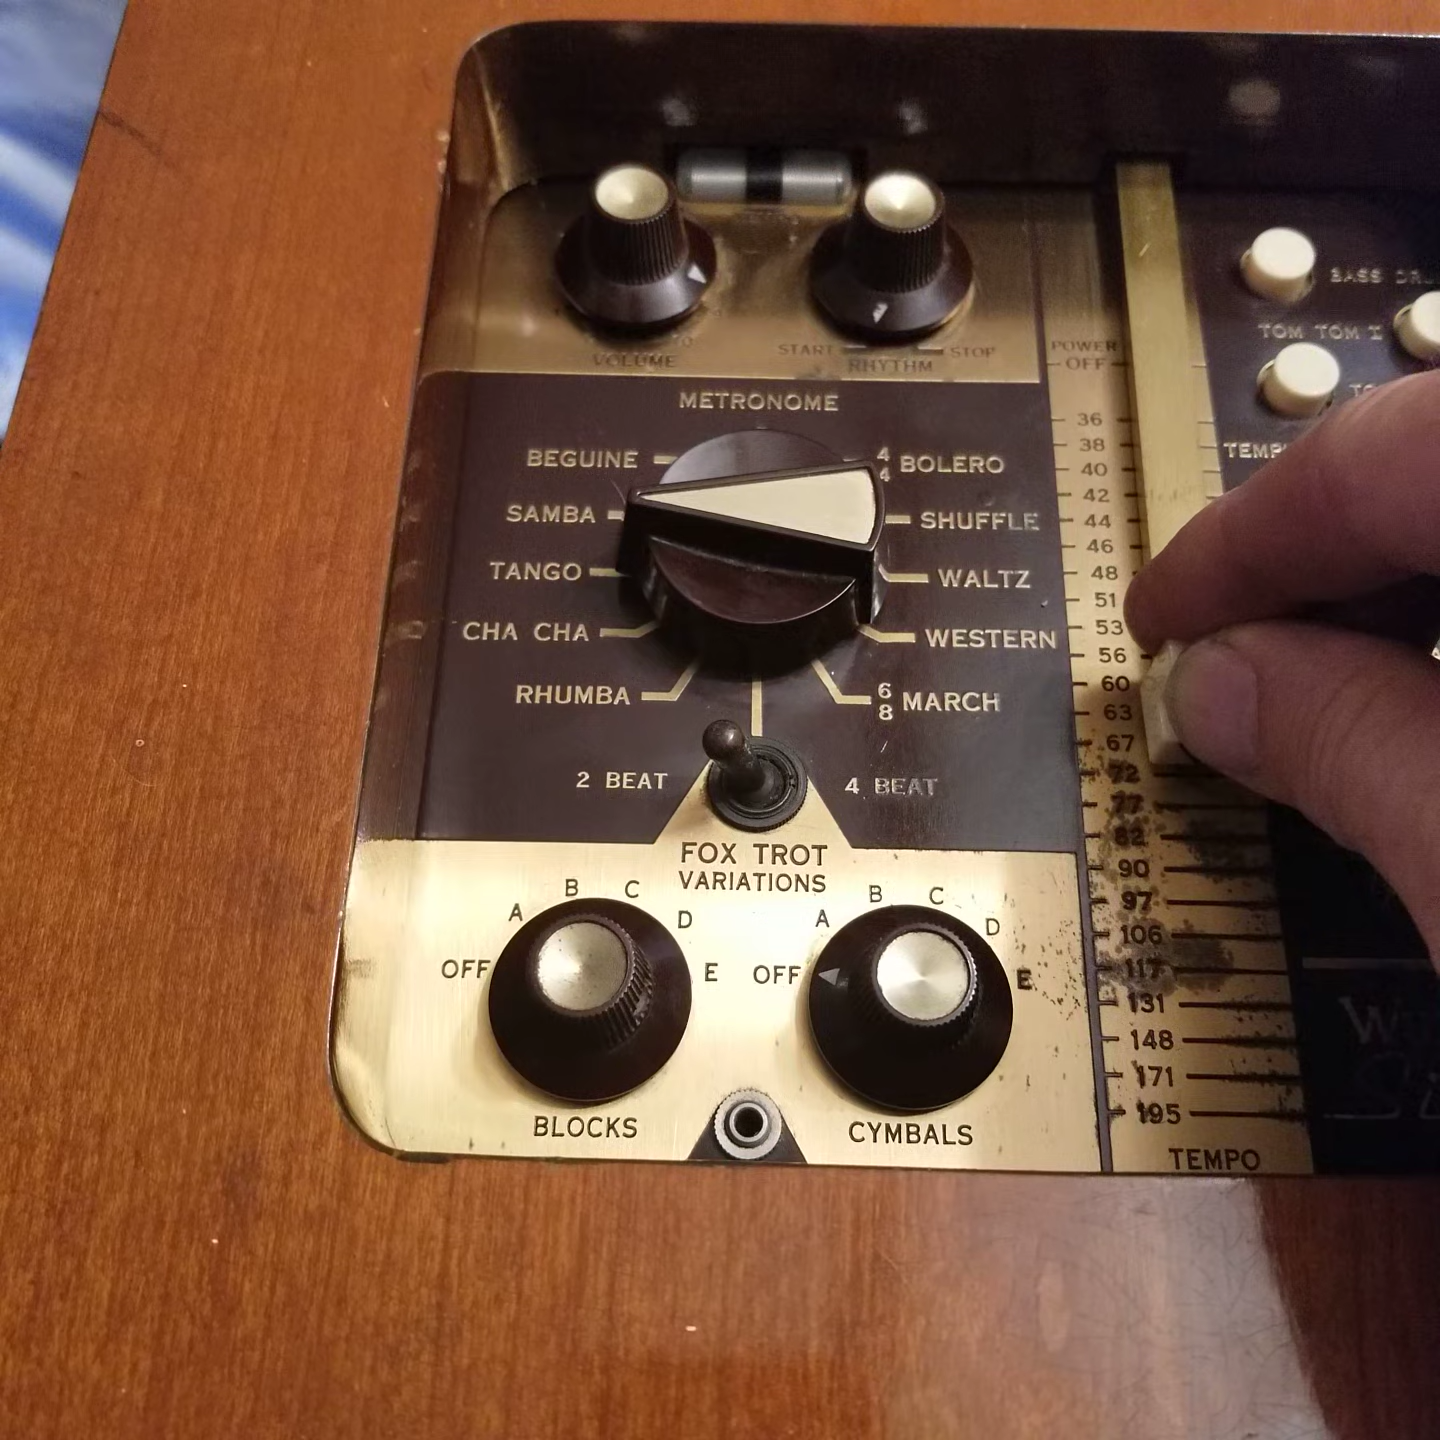 VOLUME
10
START
RHYTHM
STOP
POWER
OFF
BASS
TOM TOM I
METRONOME
BEGUINE
4
4 BOLERO
SAMBA
SHUFFLE
TANGO
WALTZ
CHA CHA
WESTERN
RHUMBA
6
8 MARCH
2 BEAT
4 BEAT
FOX TROT
VARIATIONS
OFF
A
B
C
D
E
BLOCKS
OFF
A
B
C
D
E
CYMBALS
36
38
40
42
44
46
48
51
53
56
60
63
67
72
77
82
90
97
106
117
131
148
171
195
TEMPO